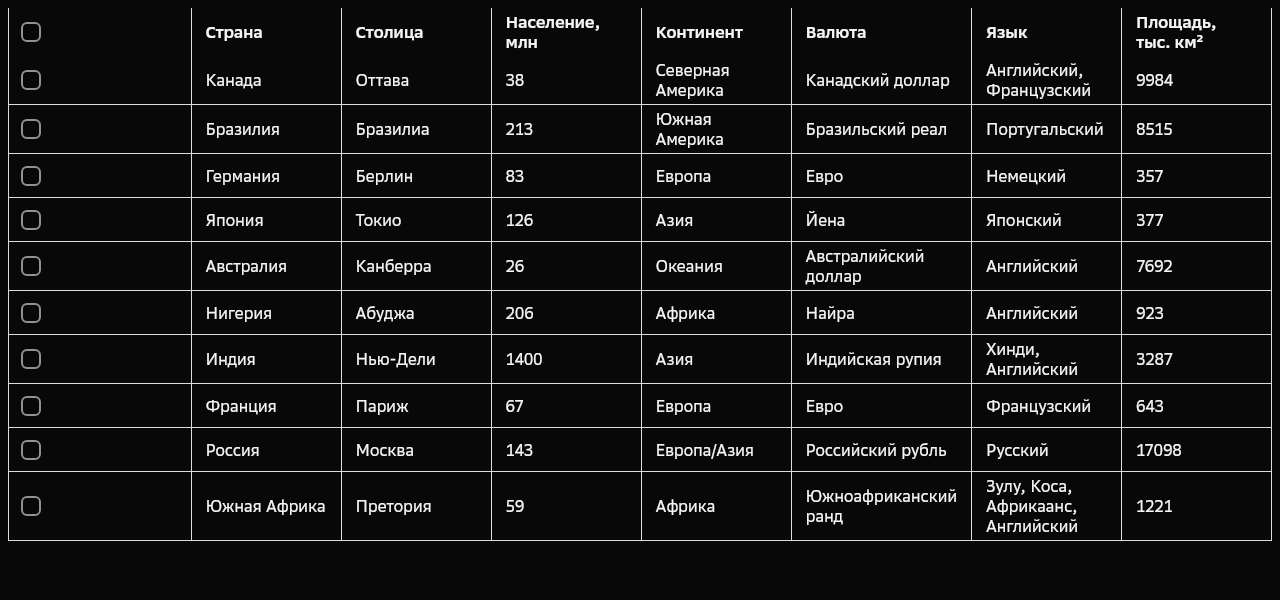 Страна Столица Население, млн Континент Валюта Язык Площадь, тыс. км²
Канада Оттава 38 Северная Америка Канадский доллар Английский, Французский 9984
Бразилия Бразилиа 213 Южная Америка Бразильский реал Португальский 8515
Германия Берлин 83 Европа Евро Немецкий 357
Япония Токио 126 Азия Йена Японский 377
Австралия Канберра 26 Океания Австралийский доллар Английский 7692
Нигерия Абуджа 206 Африка Найра Английский 923
Индия Нью-Дели 1400 Азия Индийская рупия Хинди, Английский 3287
Франция Париж 67 Европа Евро Французский 643
Россия Москва 143 Европа/Азия Российский рубль Русский 17098
Южная Африка Претория 59 Африка Южноафриканский ранд Зулу, Коса, Африкаанс, Английский 1221